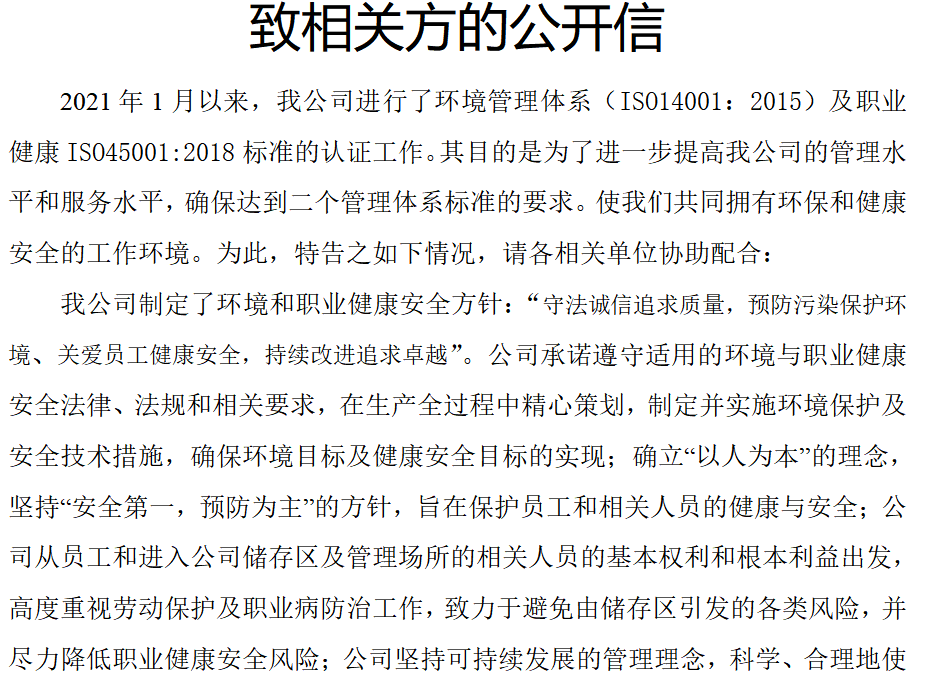 致相关方的公开信
2021 年 1 月以来，我公司进行了环境管理体系（ISO14001：2015）及职业
健康 ISO45001:2018 标准的认证工作。其目的是为了进一步提高我公司的管理水
平和服务水平，确保达到二个管理体系标准的要求。使我们共同拥有环保和健康
安全的工作环境。为此，特告之如下情况，请各相关单位协助配合：
我公司制定了环境和职业健康安全方针：“守法诚信追求质量，预防污染保护环
境、关爱员工健康安全，持续改进追求卓越”。公司承诺遵守适用的环境与职业健康
安全法律、法规和相关要求，在生产全过程中精心策划，制定并实施环境保护及
安全技术措施，确保环境目标及健康安全目标的实现；确立“以人为本”的理念，
坚持“安全第一，预防为主”的方针，旨在保护员工和相关人员的健康与安全；公
司从员工和进入公司储存区及管理场所的相关人员的基本权利和根本利益出发，
高度重视劳动保护及职业病防治工作，致力于避免由储存区引发的各类风险，并
尽力降低职业健康安全风险；公司坚持可持续发展的管理理念，科学、合理地使